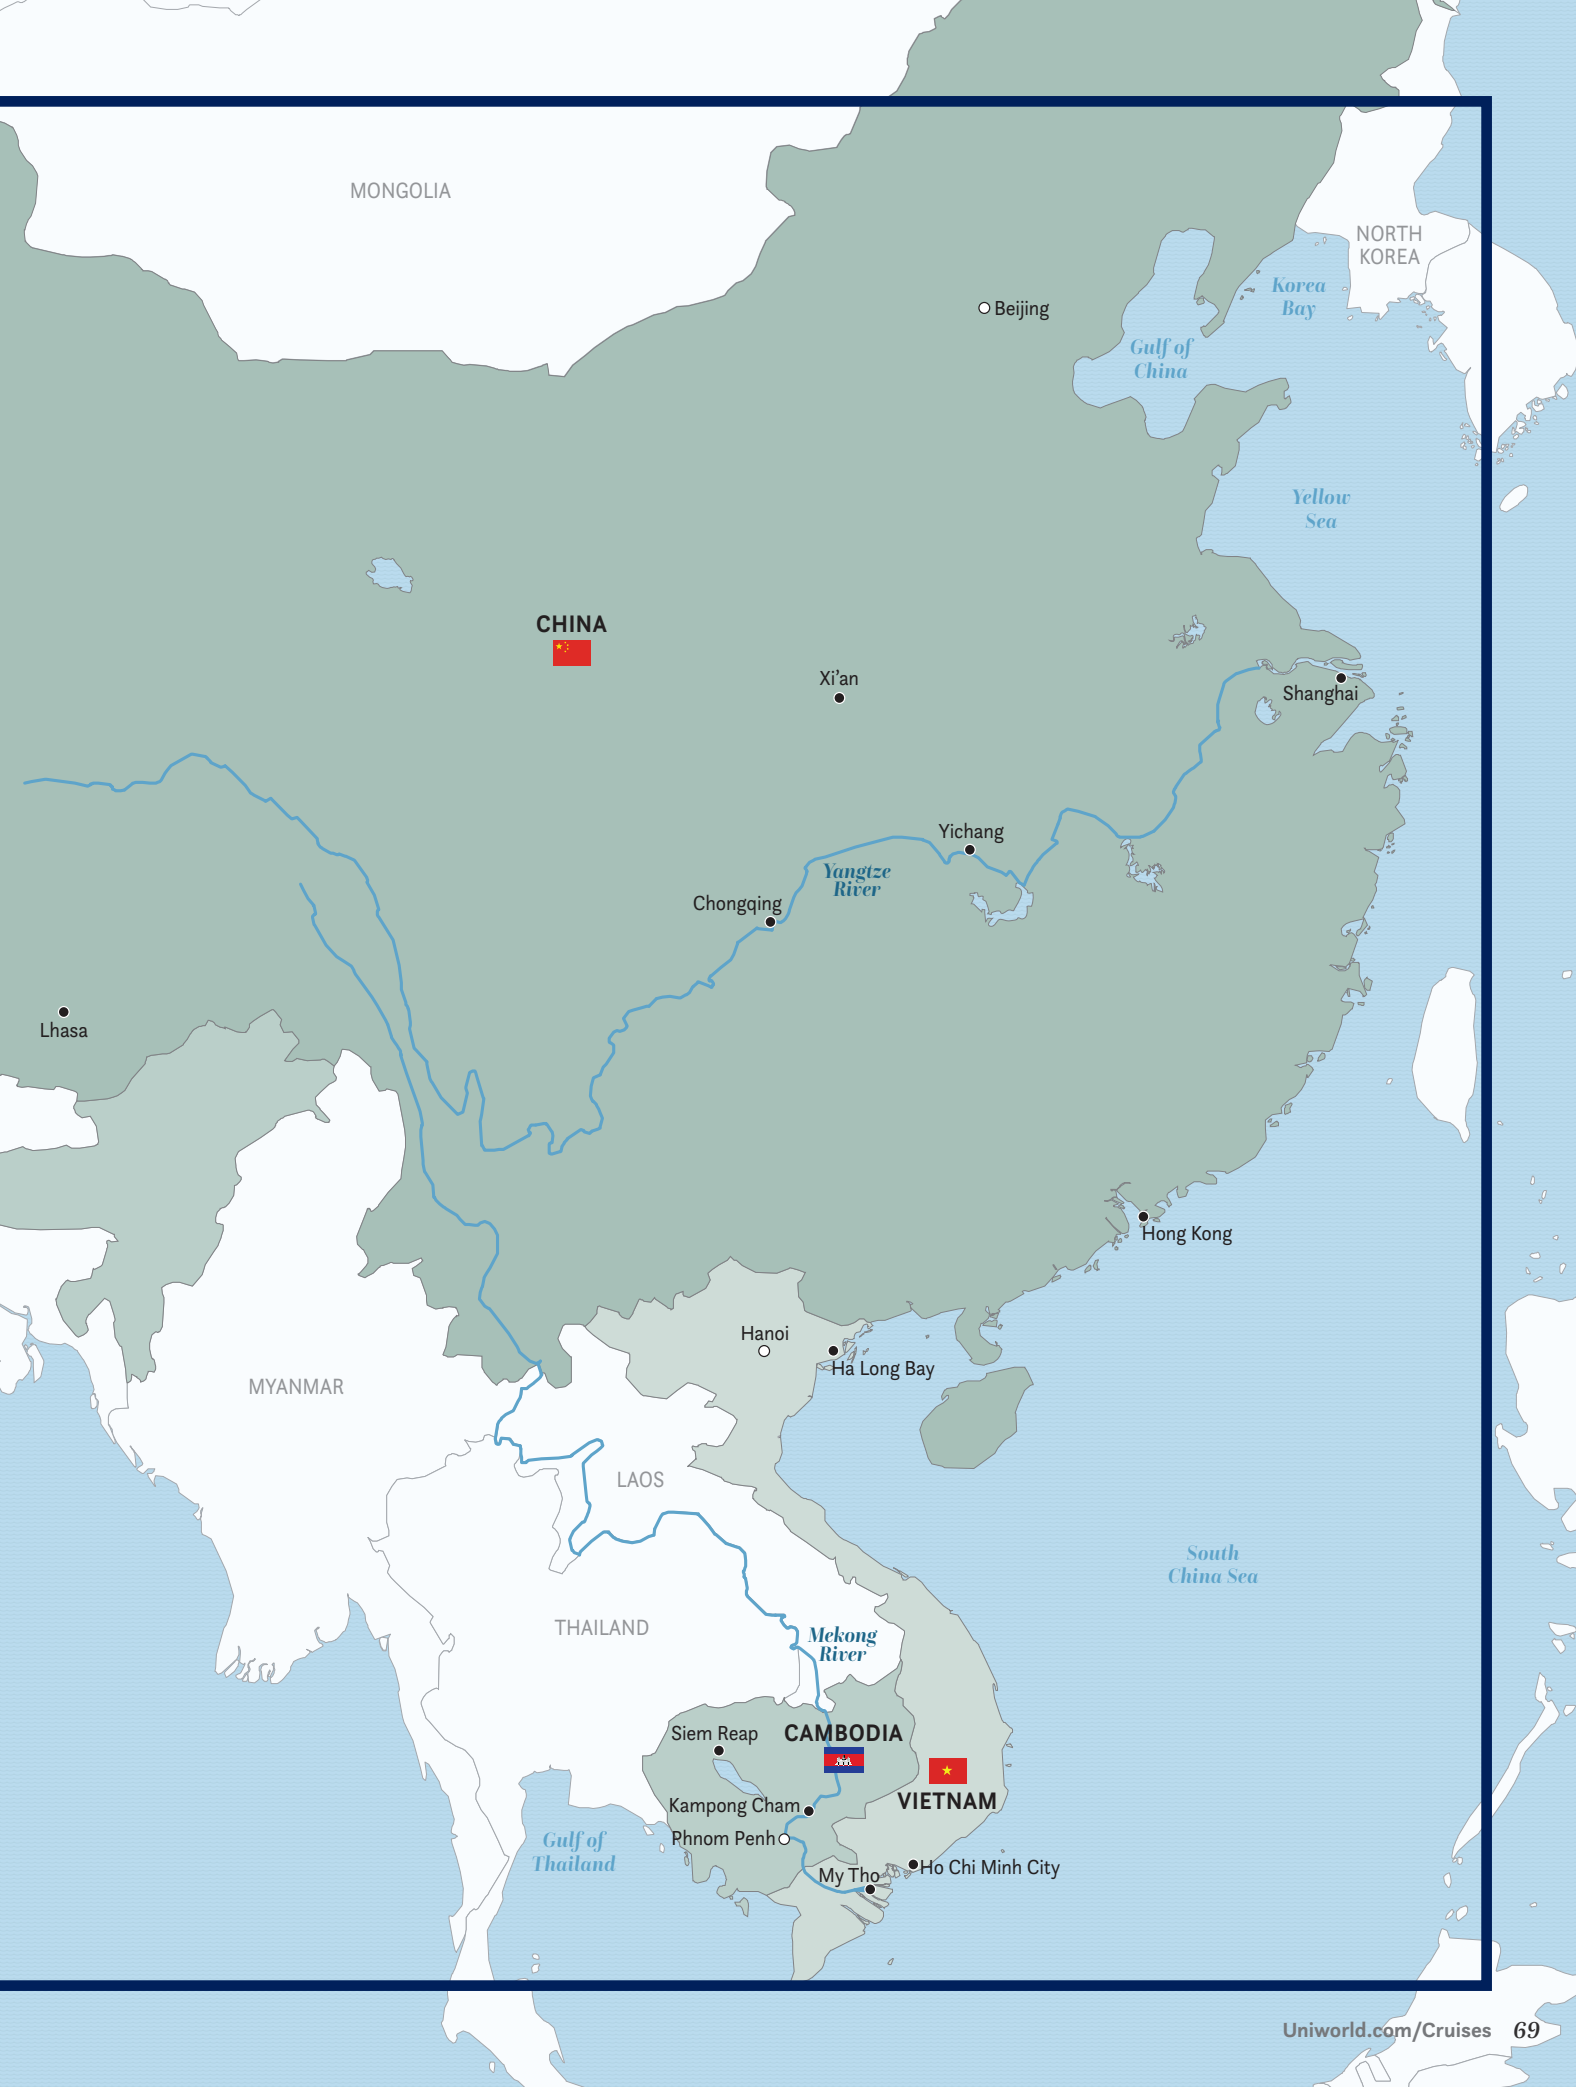 MONGOLIA
NORTH
KOREA
Korea
Bay
Beijing
Gulf of
China
Yellow
Sea
CHINA
Xi'an
Shanghai
Yichang
Yangtze
River
Chongqing
Lhasa
Hong Kong
Hanoi
Ha Long Bay
MYANMAR
LAOS
South
China Sea
THAILAND
Mekong
River
Siem Reap
CAMBODIA
VIETNAM
Kampong Cham
Phnom Penh
Gulf of
Thailand
My Tho
Ho Chi Minh City
Uniworld.com/Cruises 69